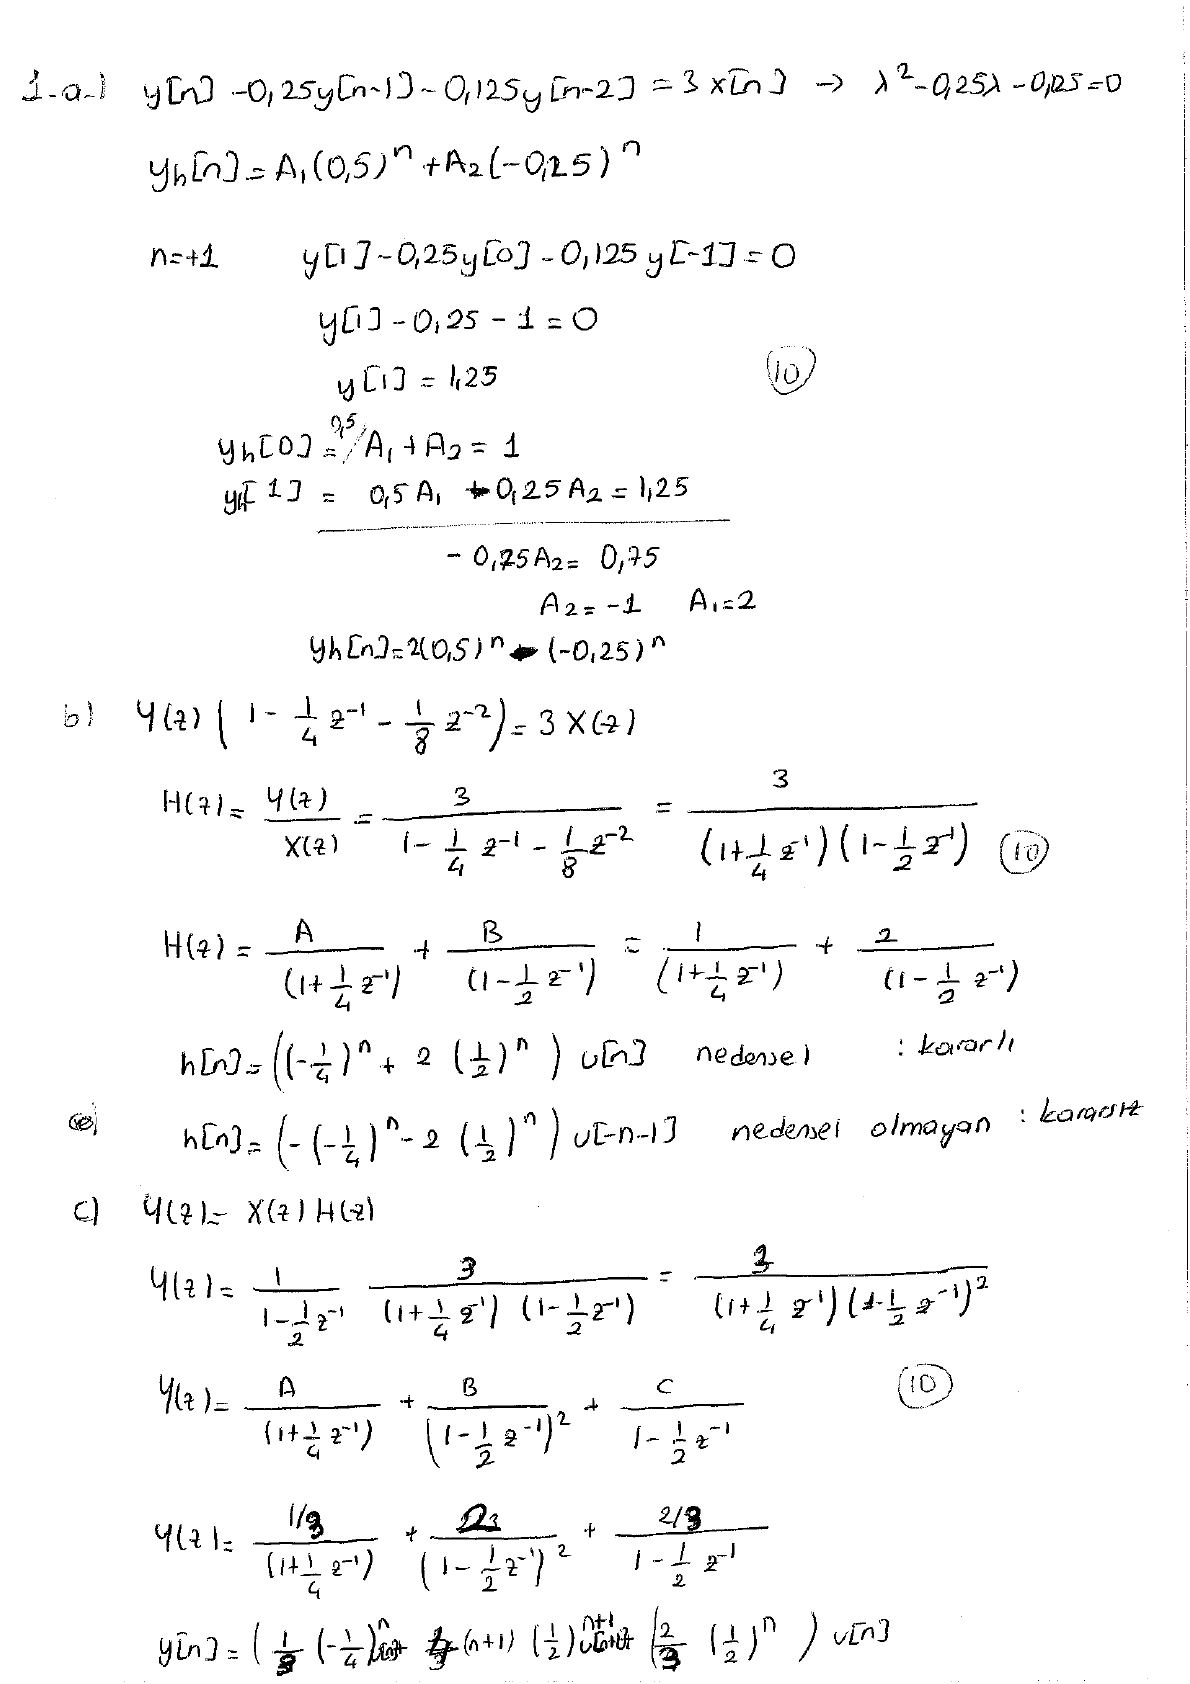 1-a-) y[n] -0,25y[n-1] - 0,125y[n-2] = 3x[n] → λ² - 0,25λ - 0,125=0
yh[n] = A₁(0,5)ⁿ + A₂(-0,25)ⁿ
n=+1 y[1] - 0,25y[0] - 0,125y[-1] = 0
y[1] - 0,25 - 1 = 0
y[1] = 1,25 (10)
yh[0] = 0,5/ A₁ + A₂ = 1
yh[1] = 0,5A₁ - 0,25A₂ = 1,25
- 0,75A₂ = 0,75
A₂ = -1 A₁=2
yh[n] = 2(0,5)ⁿ - (-0,25)ⁿ
b) Y(z) ( 1 - 1/4 z⁻¹ - 1/8 z⁻²) = 3 X(z)
H(z) = Y(z)/X(z) = 3/(1 - 1/4 z⁻¹ - 1/8 z⁻²) = 3/((1+1/4 z⁻¹)(1-1/2 z⁻¹)) (10)
H(z) = A/(1+1/4 z⁻¹) + B/(1-1/2 z⁻¹) = 1/(1+1/4 z⁻¹) + 2/(1-1/2 z⁻¹)
h[n] = ((-1/4)ⁿ + 2 (1/2)ⁿ ) u[n] nedensel : kararlı
h[n] = (-(-1/4)ⁿ - 2 (1/2)ⁿ) u[-n-1] nedensel olmayan : kararsız
c) Y(z) = X(z) H(z)
Y(z) = 1/(1-1/2 z⁻¹) 3/((1+1/4 z⁻¹) (1-1/2 z⁻¹)) = 3/((1+1/4 z⁻¹)(1-1/2 z⁻¹)²)
Y(z) = A/(1+1/4 z⁻¹) + B/(1-1/2 z⁻¹)² + C/(1-1/2 z⁻¹) (10)
Y(z) = (1/3)/(1+1/4 z⁻¹) + 2/(1-1/2 z⁻¹)² + (2/3)/(1-1/2 z⁻¹)
y[n] = ( 1/3 (-1/4)ⁿ + (n+1) (1/2)ⁿ⁺¹ 2/3 (1/2)ⁿ ) u[n]